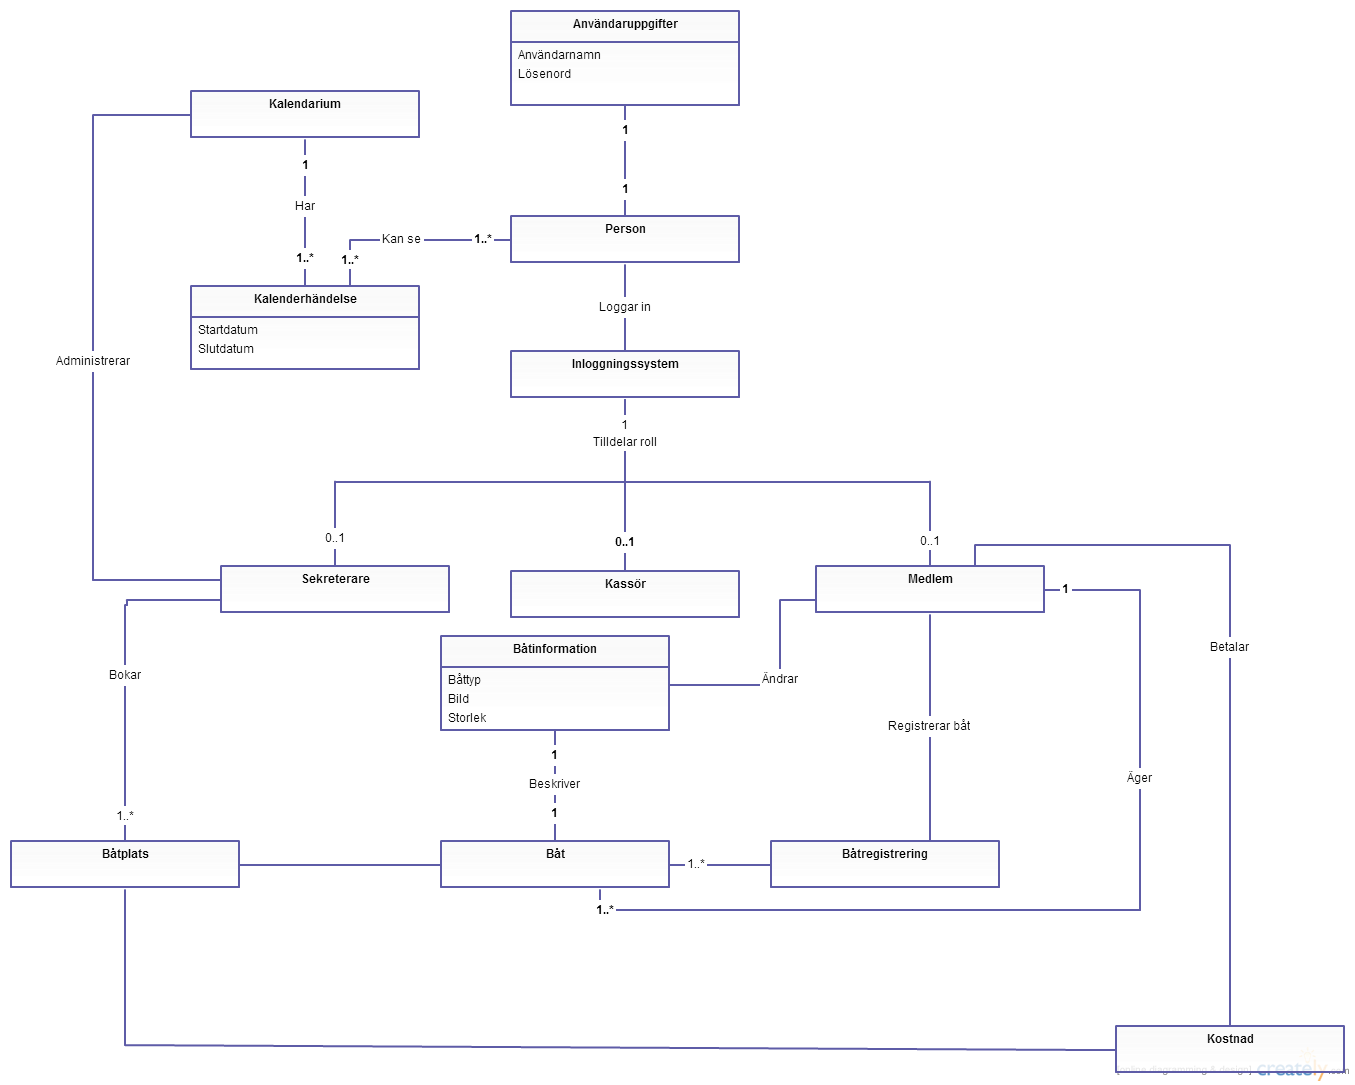 Användaruppgifter
Användarnamn
Lösenord
Kalendarium
1
1
1
Har
Person
Kan se
1..*
1..*
1..*
Kalenderhändelse
Startdatum
Slutdatum
Loggar in
Administrerar
Inloggningssystem
1
Tilldelar roll
0..1
0..1
0..1
Sekreterare
Kassör
Medlem
1
Båtinformation
Båttyp
Bild
Storlek
Ändrar
Betalar
Bokar
Registrerar båt
1
Beskriver
1
Äger
1..*
Båtplats
Båt
1..*
Båtregistrering
1..*
Kostnad
creately.com